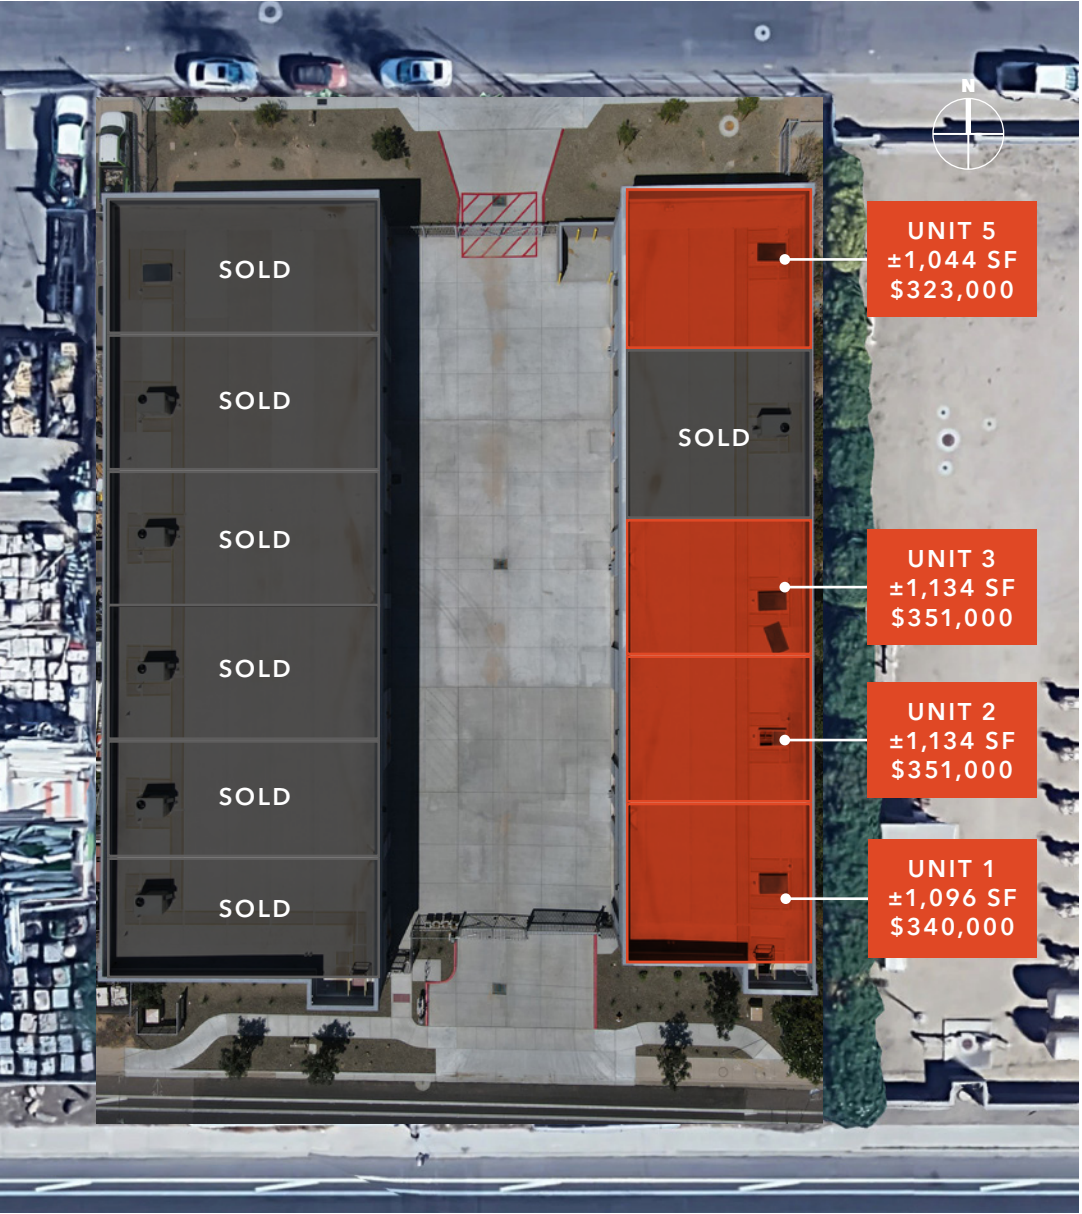 N
UNIT 5
±1,044 SF
$323,000
SOLD
SOLD
SOLD
SOLD
UNIT 3
±1,134 SF
$351,000
SOLD
UNIT 2
±1,134 SF
$351,000
SOLD
UNIT 1
±1,096 SF
$340,000
SOLD